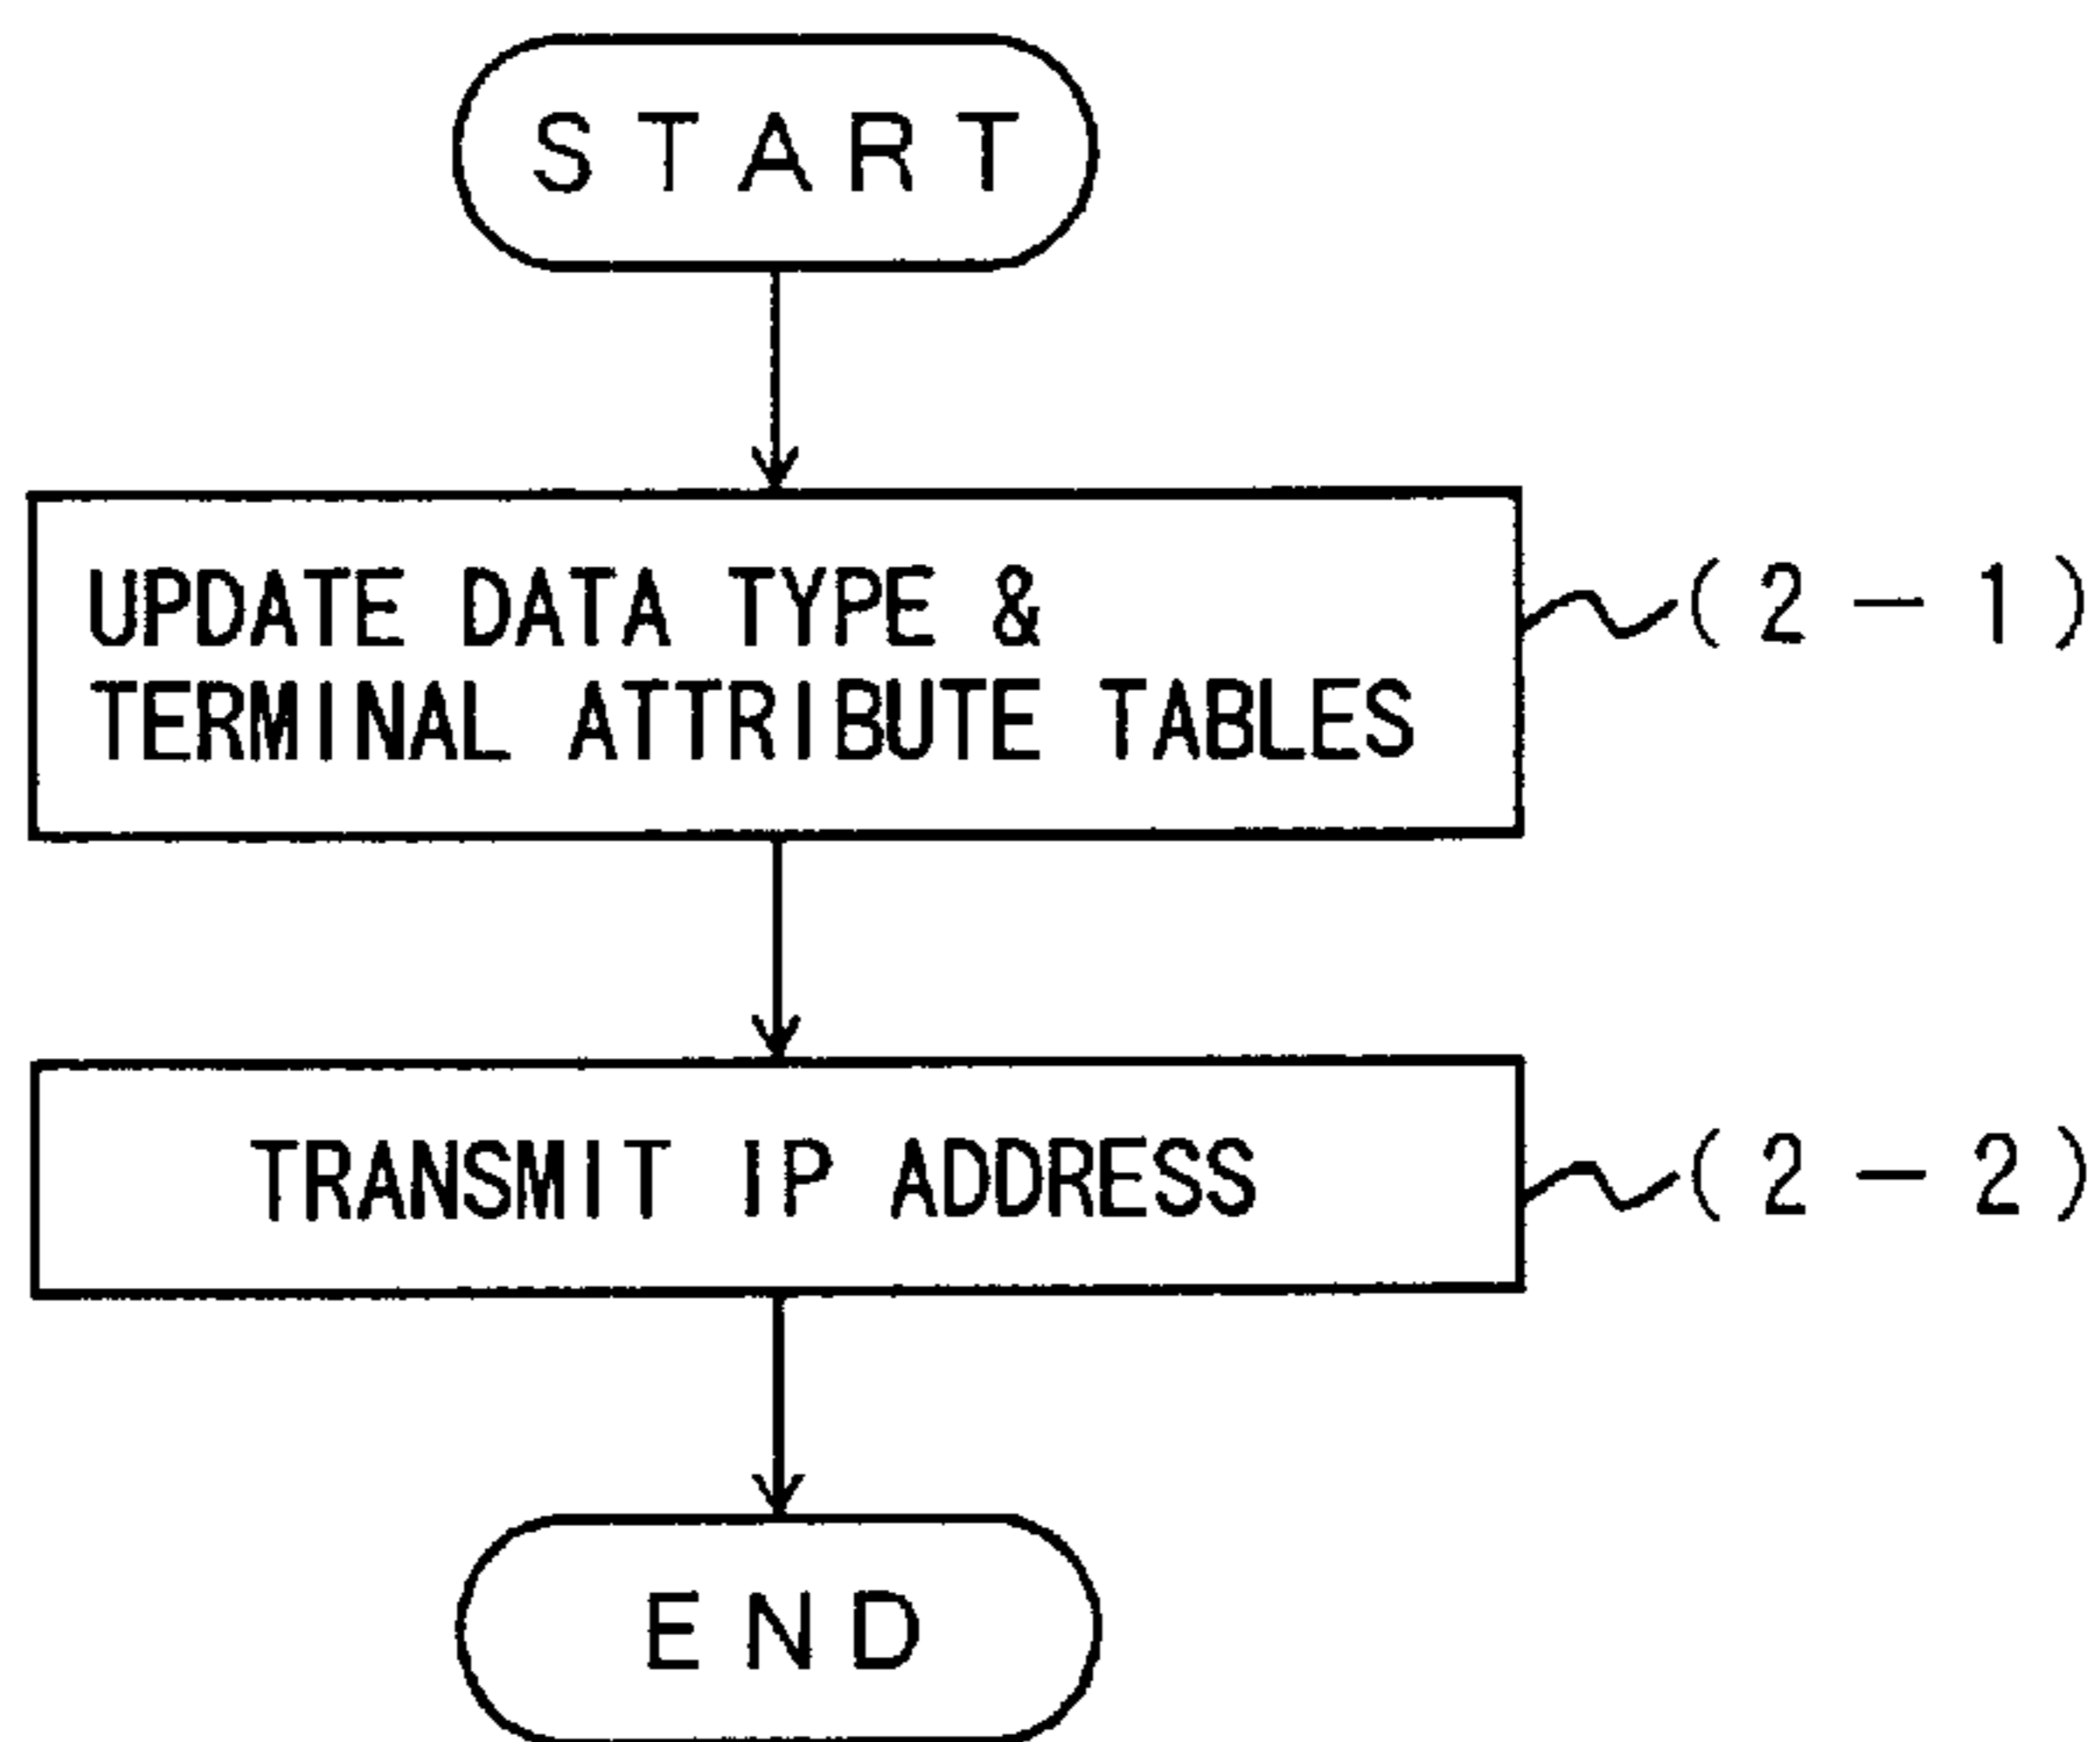 START
UPDATE DATA TYPE &
TERMINAL ATTRIBUTE TABLES
(2-1)
TRANSMIT IP ADDRESS
(2-2)
END